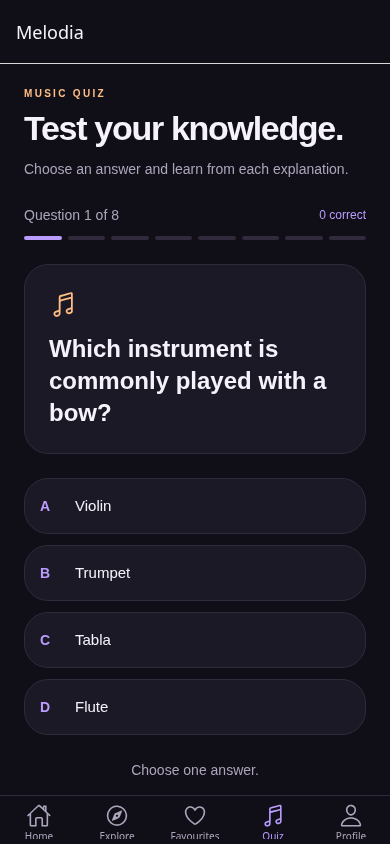 Melodia
MUSIC QUIZ
Test your knowledge.
Choose an answer and learn from each explanation.
Question 1 of 8
0 correct
Which instrument is
commonly played with a
bow?
A Violin
B Trumpet
C Tabla
D Flute
Choose one answer.
Home Explore Favourites Quiz Profile